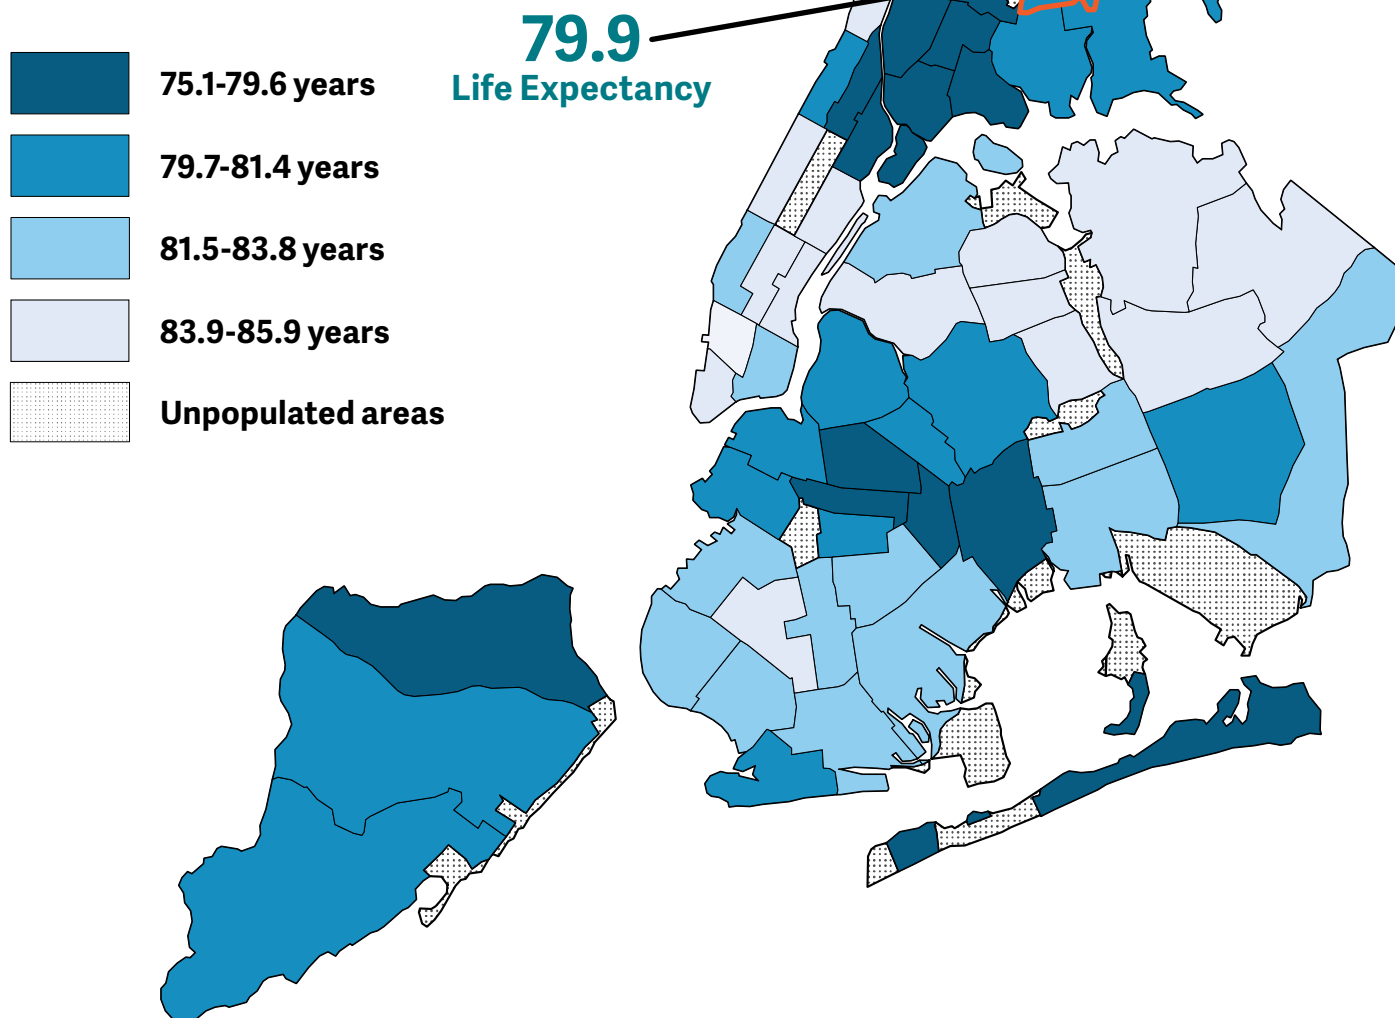 79.9
Life Expectancy
75.1-79.6 years
79.7-81.4 years
81.5-83.8 years
83.9-85.9 years
Unpopulated areas